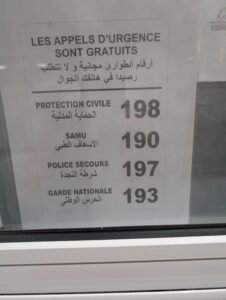 LES APPELS D'URGENCE
SONT GRATUITS
أرقام الطوارئ مجانية و لا تتطلب
رصيدا في هاتفك الجوال
PROTECTION CIVILE 198
الحماية المدنية
SAMU 190
الاسعاف الطبي
POLICE SECOURS 197
شرطة النجدة
GARDE NATIONALE 193
الحرس الوطني